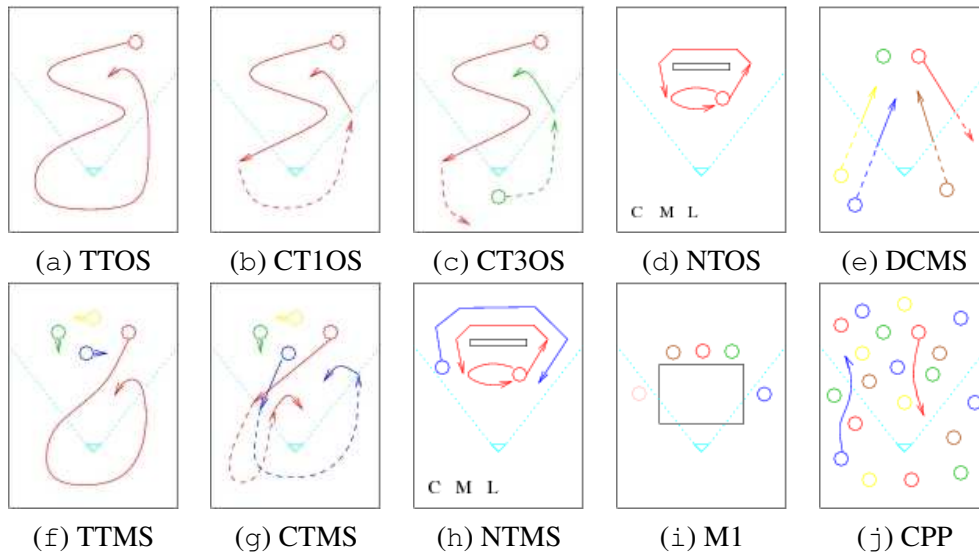 C M L
(a) TTOS (b) CT1OS (c) CT3OS (d) NTOS (e) DCMS
C M L
(f) TTMS (g) CTMS (h) NTMS (i) M1 (j) CPP